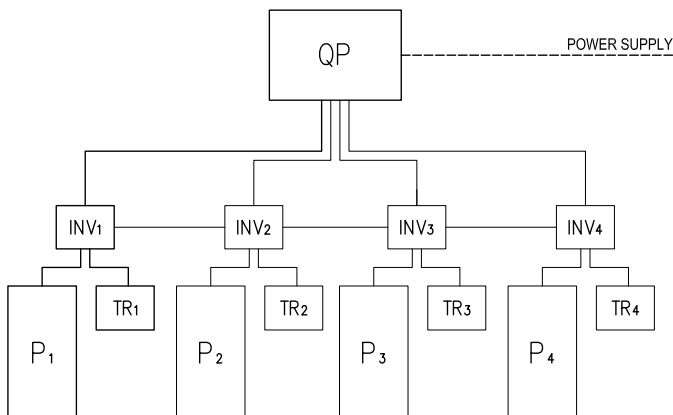 QP
POWER SUPPLY
INV1
INV2
INV3
INV4
TR1
TR2
TR3
TR4
P1
P2
P3
P4